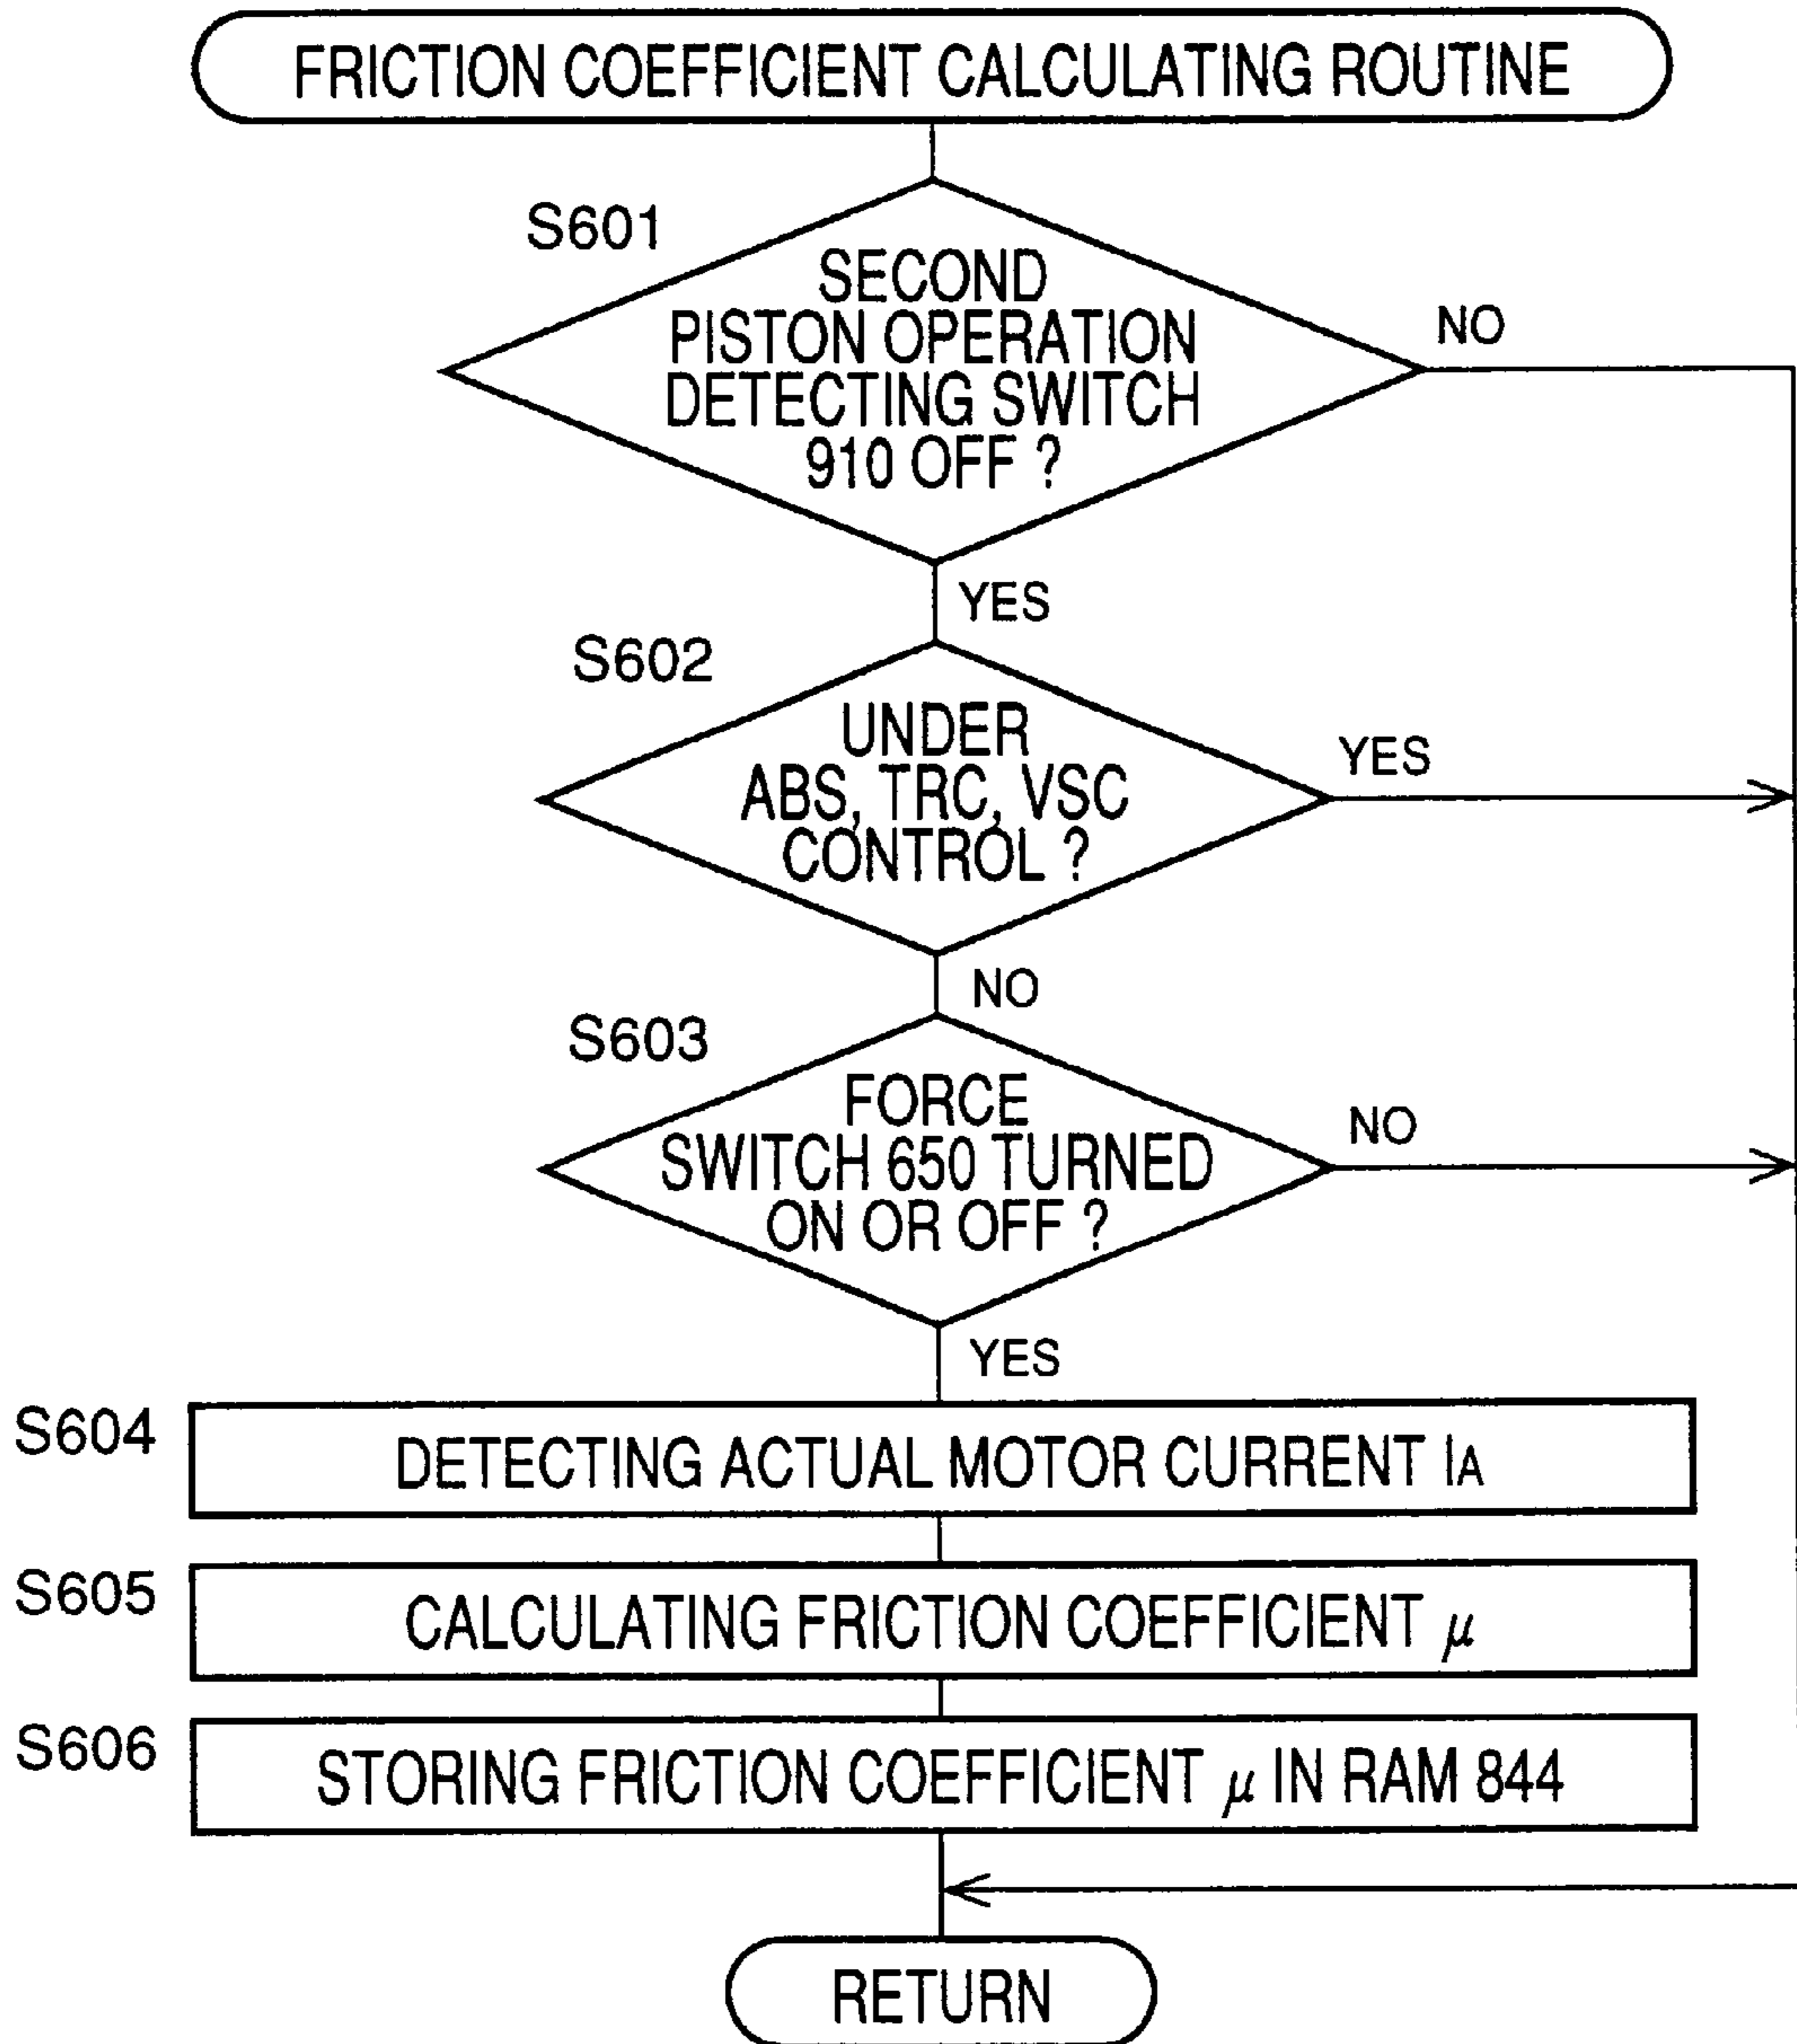 FRICTION COEFFICIENT CALCULATING ROUTINE
S601
SECOND
PISTON OPERATION
DETECTING SWITCH
910 OFF ?
NO
YES
S602
UNDER
ABS, TRC, VSC
CONTROL ?
YES
NO
S603
FORCE
SWITCH 650 TURNED
ON OR OFF ?
NO
YES
S604
DETECTING ACTUAL MOTOR CURRENT IA
S605
CALCULATING FRICTION COEFFICIENT μ
S606
STORING FRICTION COEFFICIENT μ IN RAM 844
RETURN